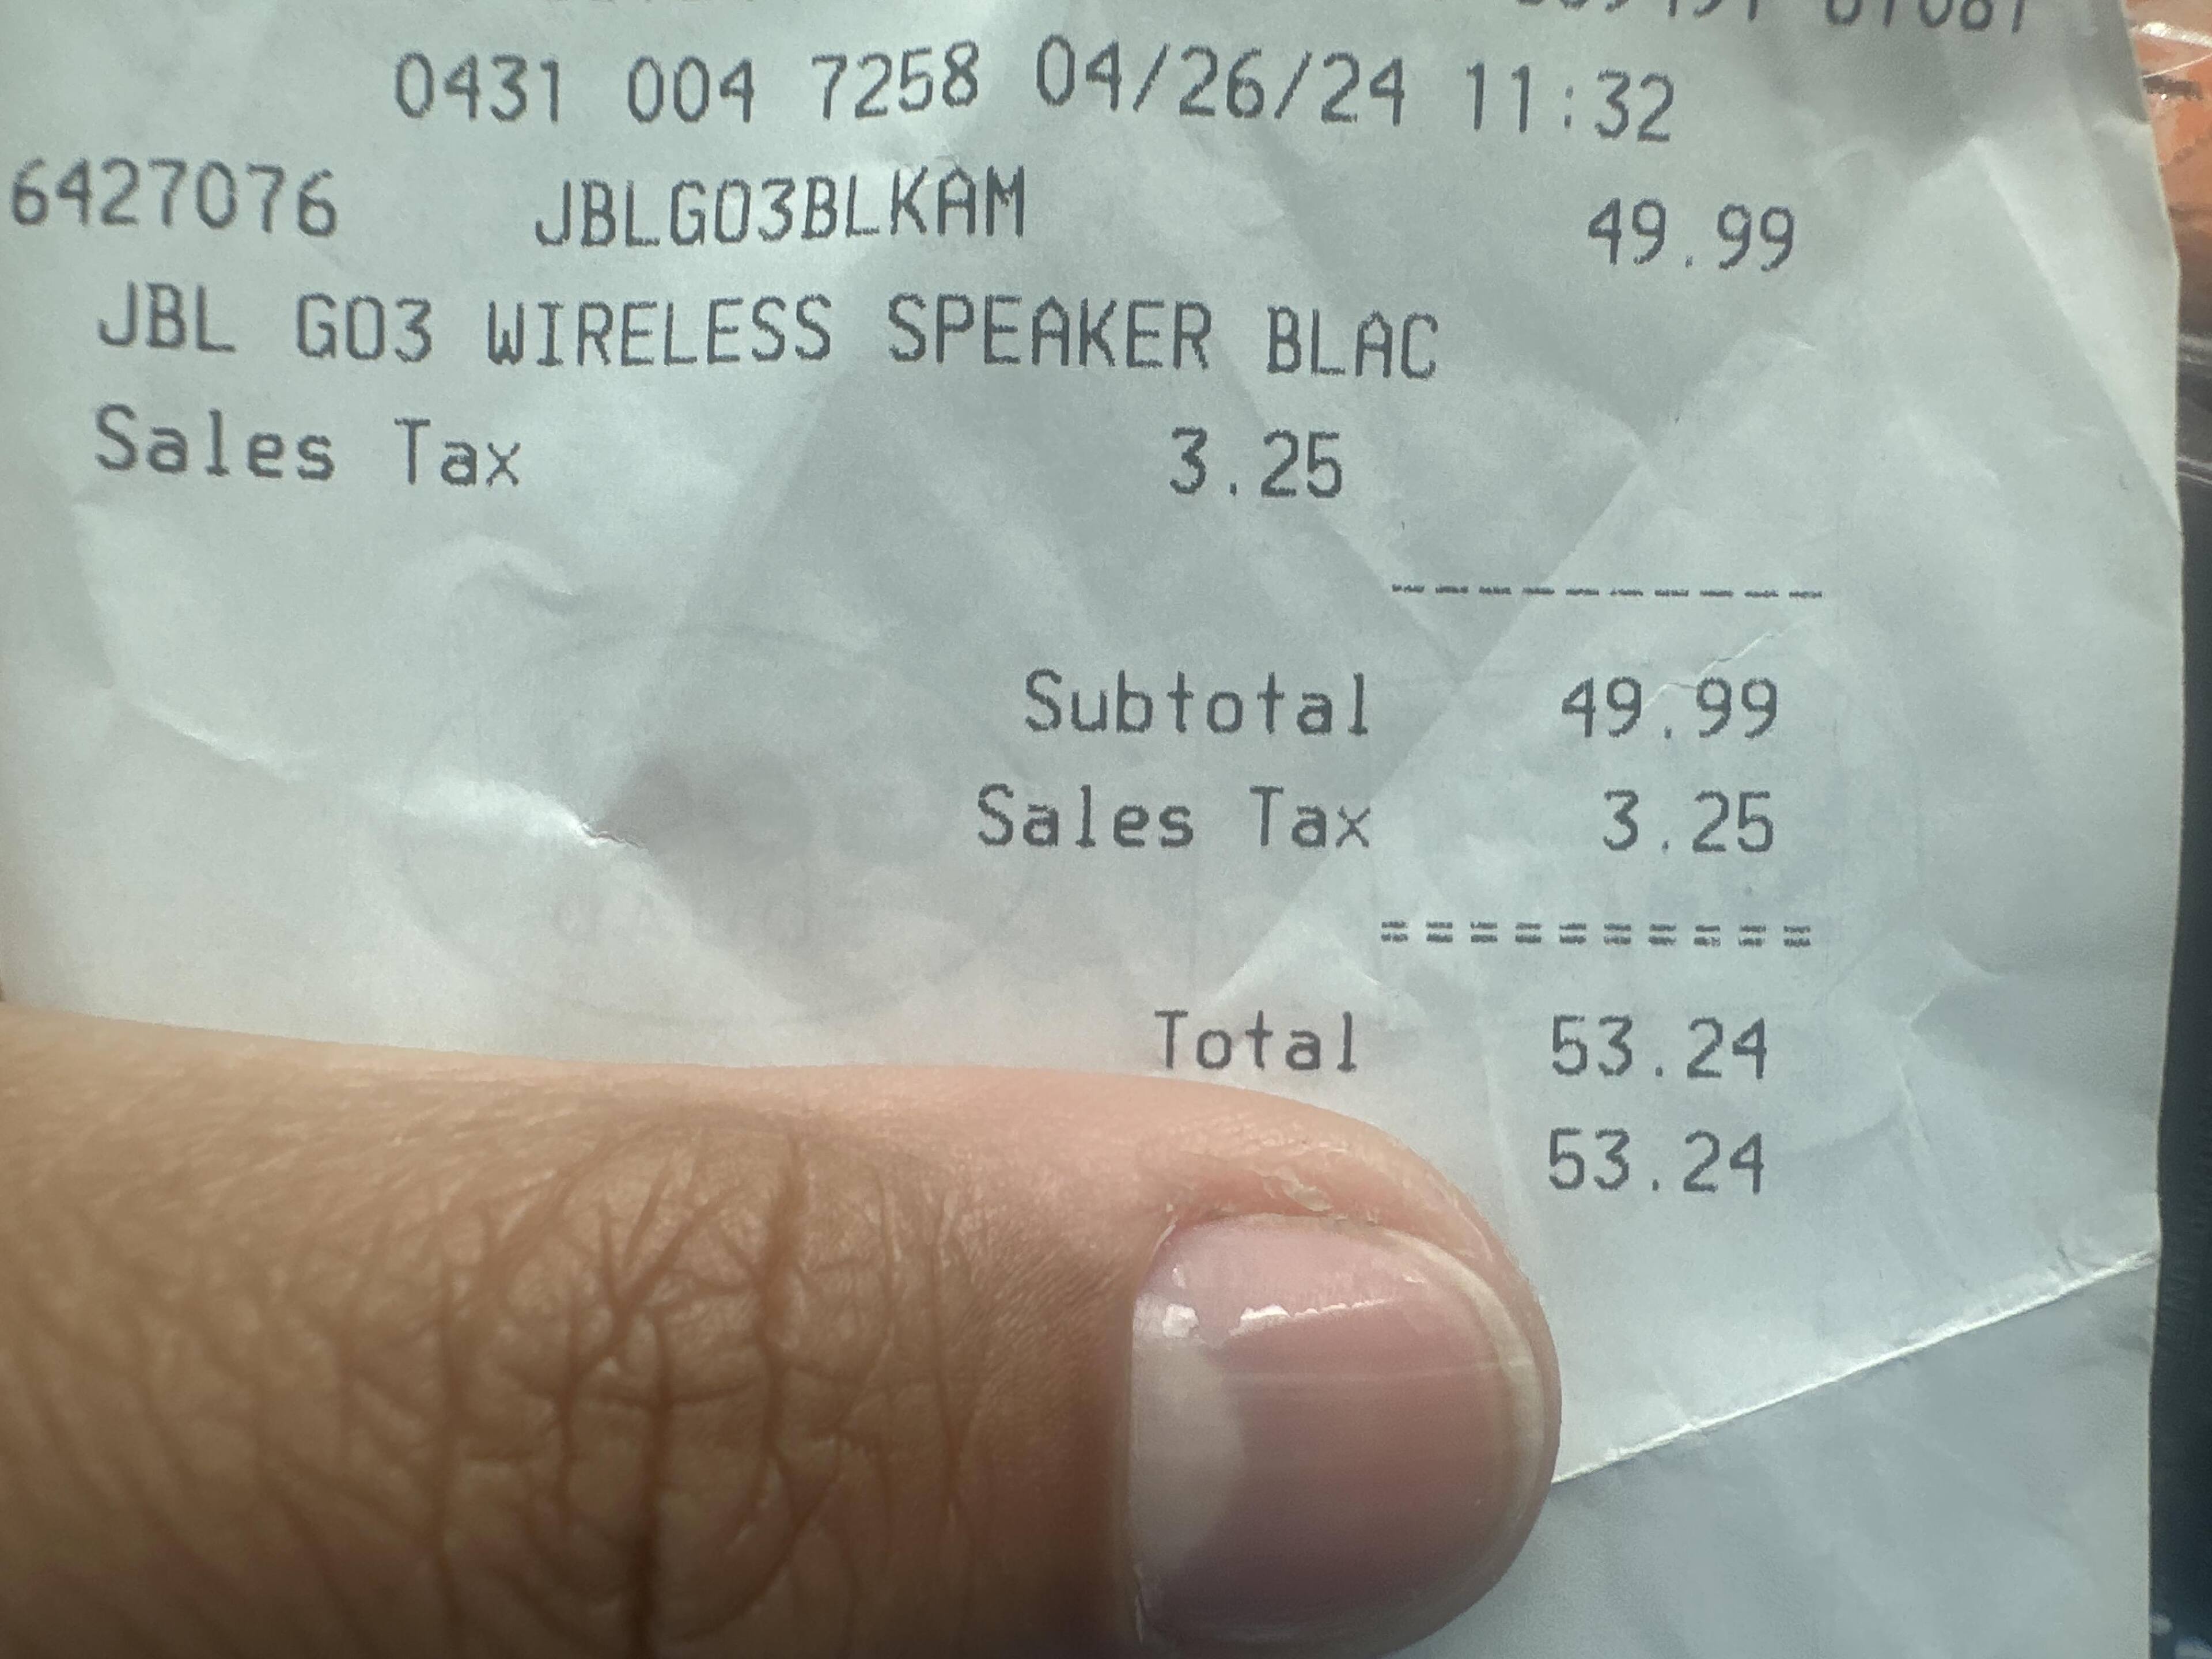 0431 004 7258 04/26/24 11:32
6427076 JBLGO3BLKAM 49.99
JBL GO3 WIRELESS SPEAKER BLAC
Sales Tax 3.25
-----------
Subtotal 49.99
Sales Tax 3.25
===========
Total 53.24
53.24